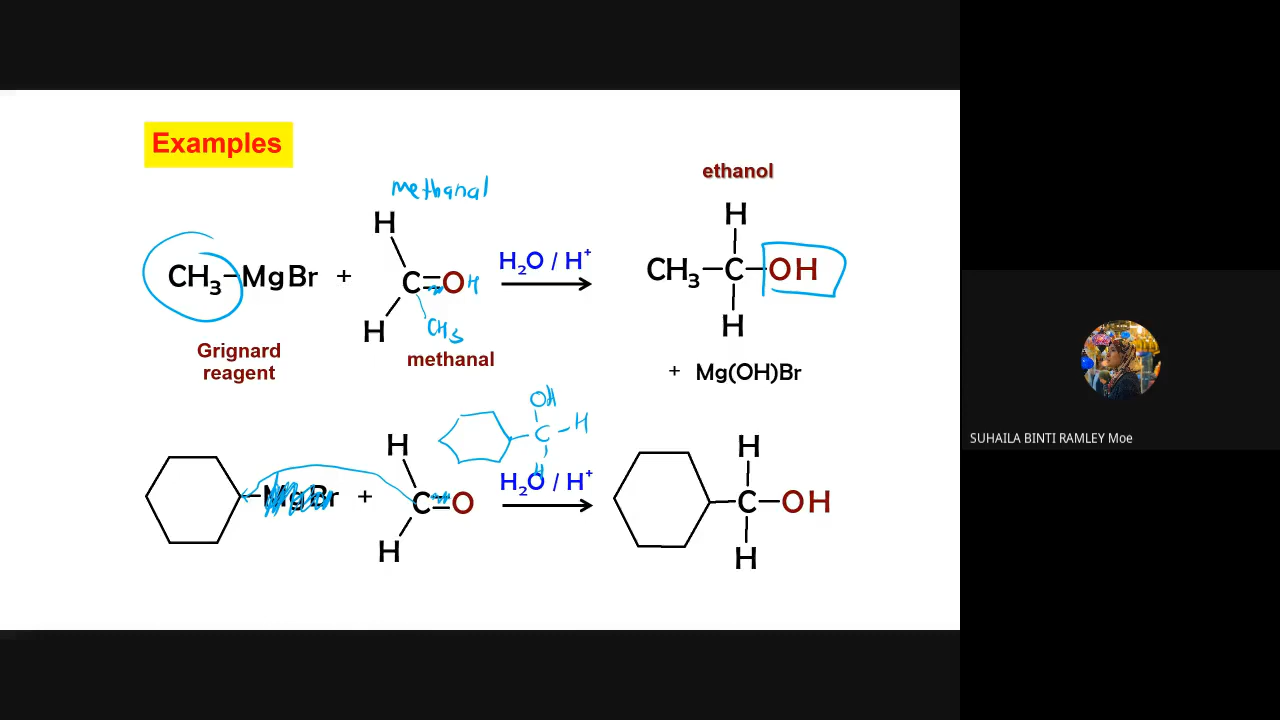 Examples
ethanol
methanal
H
H
CH₃—MgBr + C=O H H₂O / H⁺ CH₃—C—OH
H CH₃ H
Grignard reagent
methanal
+ Mg(OH)Br
OH
C—H
H
H H
MgBr + C=O H₂O / H⁺ C—OH
H H
SUHAILA BINTI RAMLEY Moe